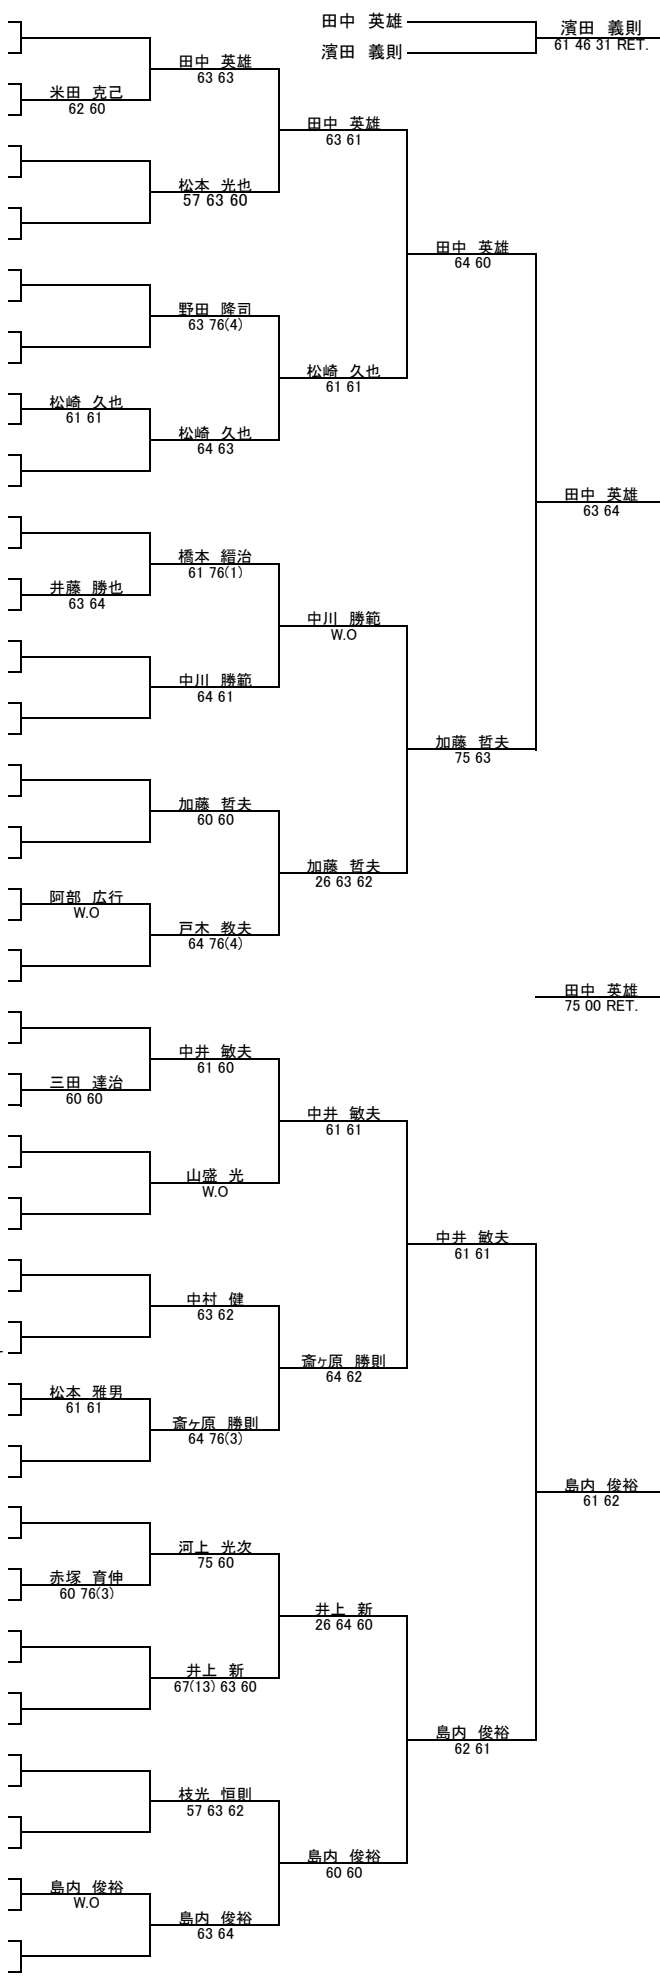 田中 英雄
濱田 義則
濱田 義則
61 46 31 RET.
田中 英雄
63 63
米田 克己
62 60
田中 英雄
63 61
松本 光也
57 63 60
田中 英雄
64 60
野田 隆司
63 76(4)
松崎 久也
61 61
松崎 久也
61 61
松崎 久也
64 63
田中 英雄
63 64
橋本 縉治
61 76(1)
井藤 勝也
63 64
中川 勝範
W.O
中川 勝範
64 61
加藤 哲夫
75 63
加藤 哲夫
60 60
加藤 哲夫
26 63 62
阿部 広行
W.O
戸木 教夫
64 76(4)
田中 英雄
75 00 RET.
中井 敏夫
61 60
三田 達治
60 60
中井 敏夫
61 61
山盛 光
W.O
中井 敏夫
61 61
中村 健
63 62
斎ヶ原 勝則
64 62
松本 雅男
61 61
斎ヶ原 勝則
64 76(3)
島内 俊裕
61 62
河上 光次
75 60
赤塚 育伸
60 76(3)
井上 新
26 64 60
井上 新
67(13) 63 60
島内 俊裕
62 61
枝光 恒則
57 63 62
島内 俊裕
60 60
島内 俊裕
W.O
島内 俊裕
63 64